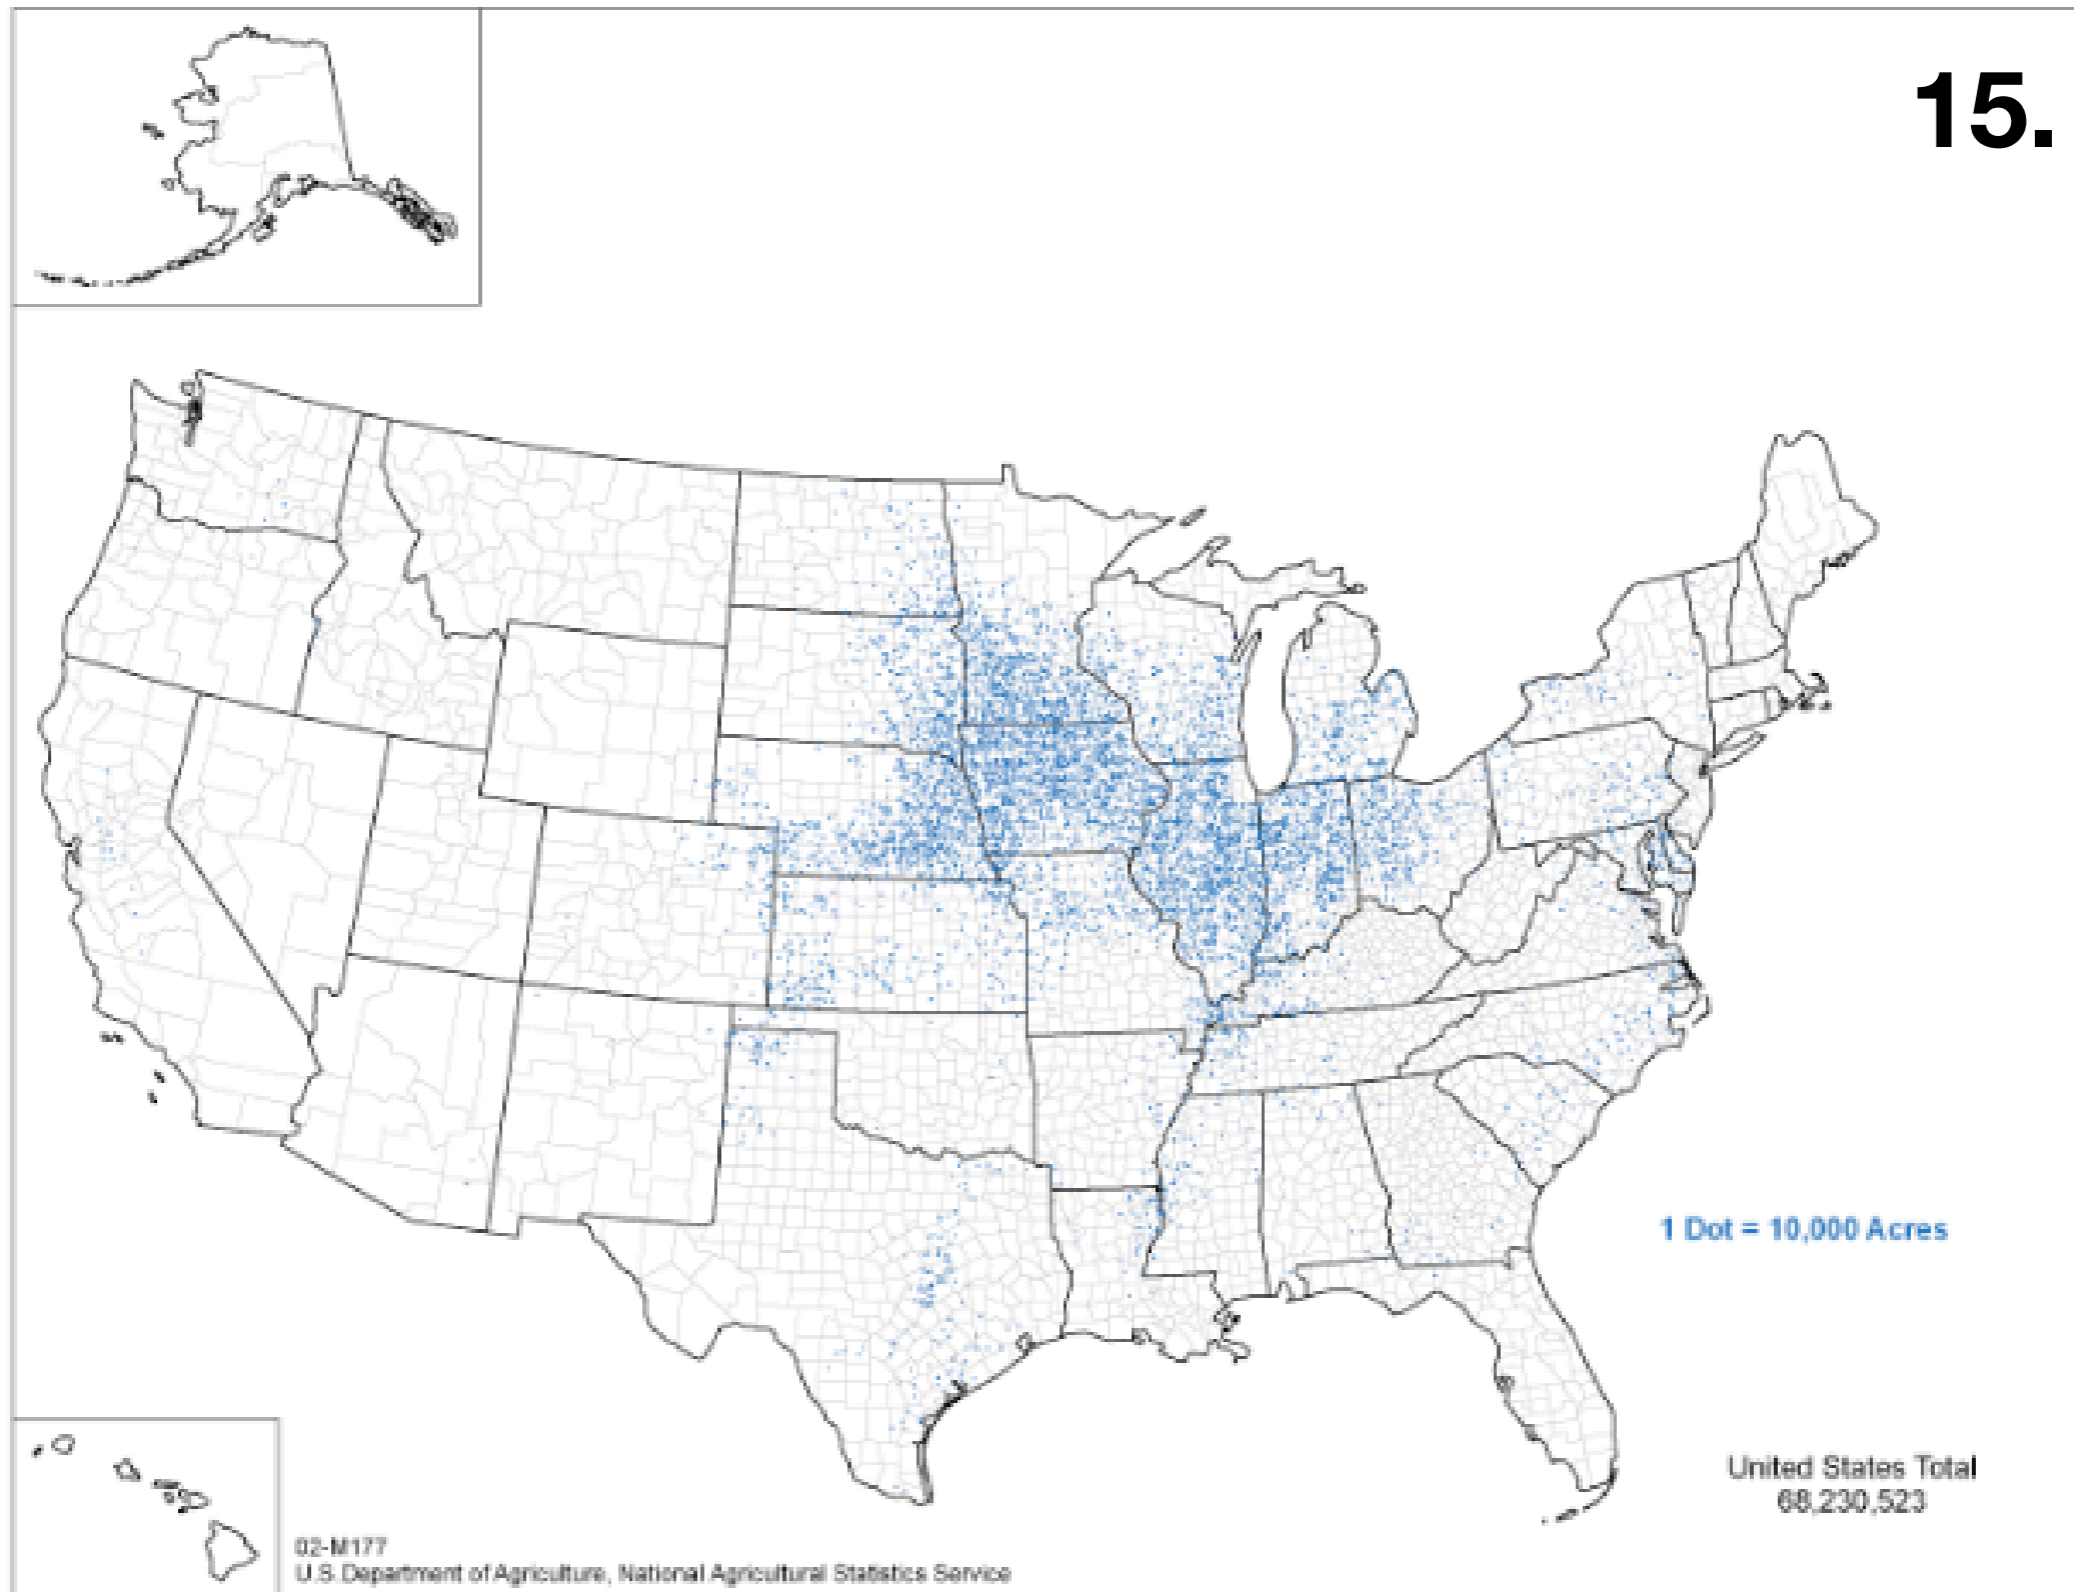 15.
1 Dot = 10,000 Acres
United States Total
68,230,523
02-M177
U.S.Department of Agriculture, National Agricultural Statistics Service